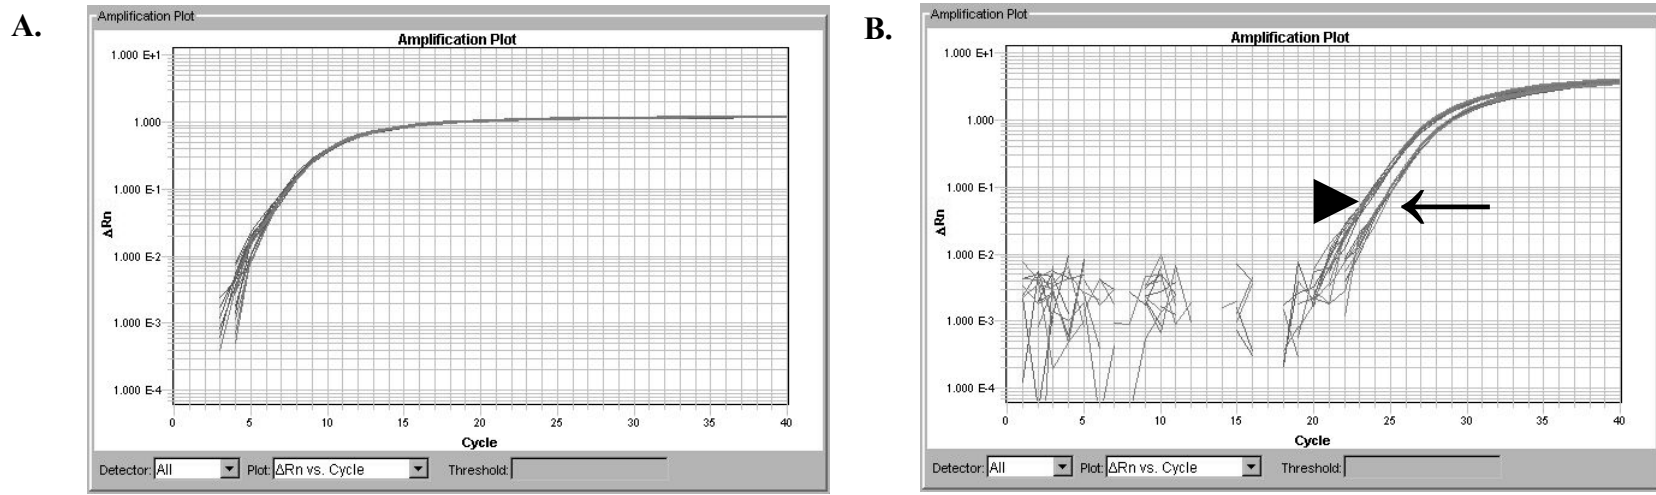 A.
Amplification Plot
Amplification Plot
1.000 E+1
1.000
1.000 E-1
1.000 E-2
1.000 E-3
1.000 E-4
ΔRn
0 5 10 15 20 25 30 35 40
Cycle
Detector: All Plot: ΔRn vs. Cycle Threshold:
B.
Amplification Plot
Amplification Plot
1.000 E+1
1.000
1.000 E-1
1.000 E-2
1.000 E-3
1.000 E-4
ΔRn
0 5 10 15 20 25 30 35 40
Cycle
Detector: All Plot: ΔRn vs. Cycle Threshold: